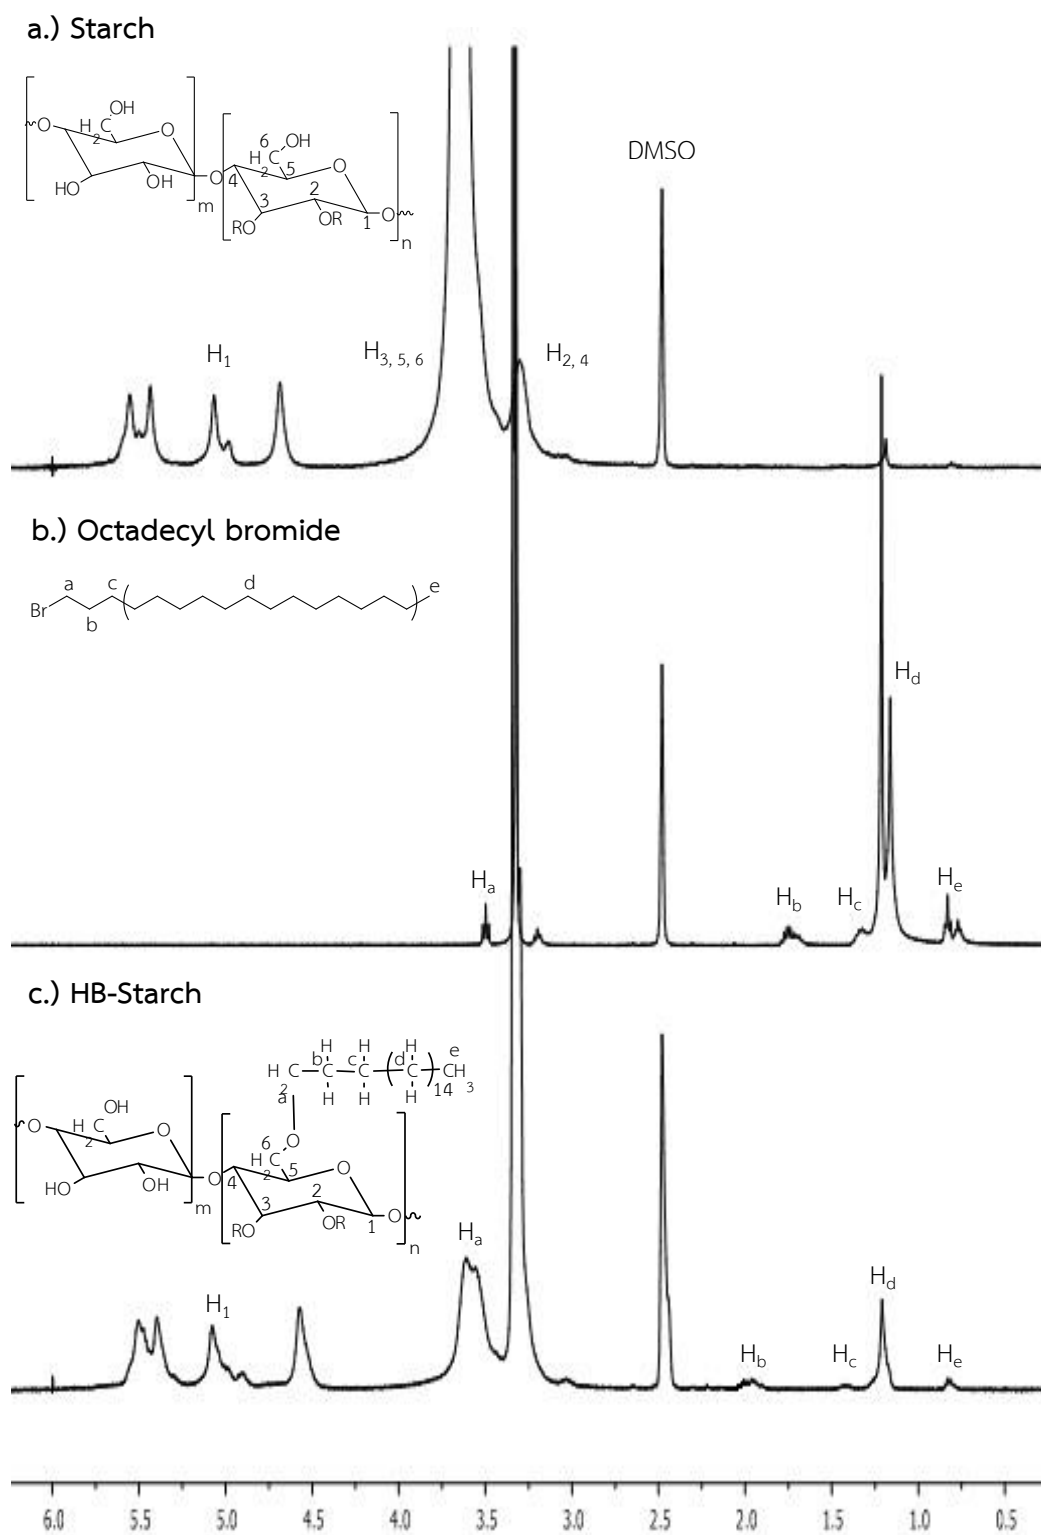 a.) Starch
OH
H
2
C
O
O
HO
OH
O
m
6
H
2
C
OH
5
O
4
3
2
RO
OR
1
O
n
DMSO
H1
H3, 5, 6
H2, 4
b.) Octadecyl bromide
a
c
d
e
Br
b
Hd
Ha
Hb
Hc
He
c.) HB-Starch
H
H
H
e
H
2
C
b
C
c
C
(d
C
)
14
CH
3
a
H
H
H
O
OH
H
2
C
O
O
HO
OH
O
m
6
H
2
C
5
O
4
3
2
RO
OR
1
O
n
Ha
H1
Hd
Hb
Hc
He
6.0 5.5 5.0 4.5 4.0 3.5 3.0 2.5 2.0 1.5 1.0 0.5